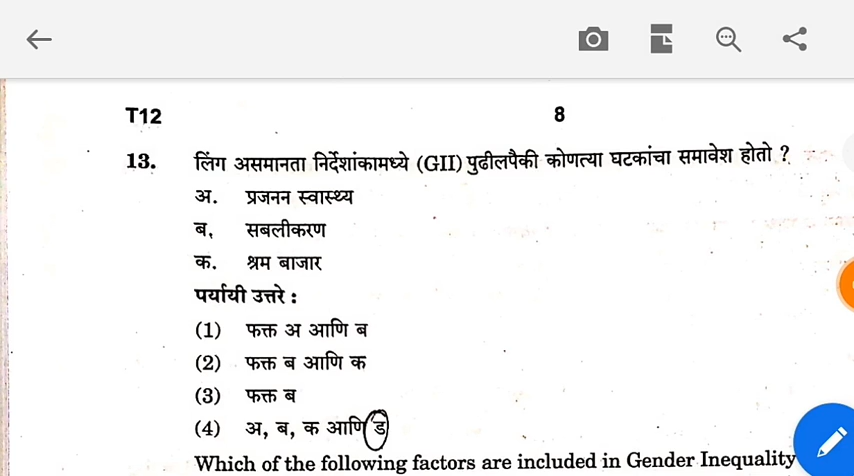 T12 8
13. लिंग असमानता निर्देशांकामध्ये (GII) पुढीलपैकी कोणत्या घटकांचा समावेश होतो ?
अ. प्रजनन स्वास्थ्य
ब. सबलीकरण
क. श्रम बाजार
पर्यायी उत्तरे :
(1) फक्त अ आणि ब
(2) फक्त ब आणि क
(3) फक्त ब
(4) अ, ब, क आणि ड
Which of the following factors are included in Gender Inequality